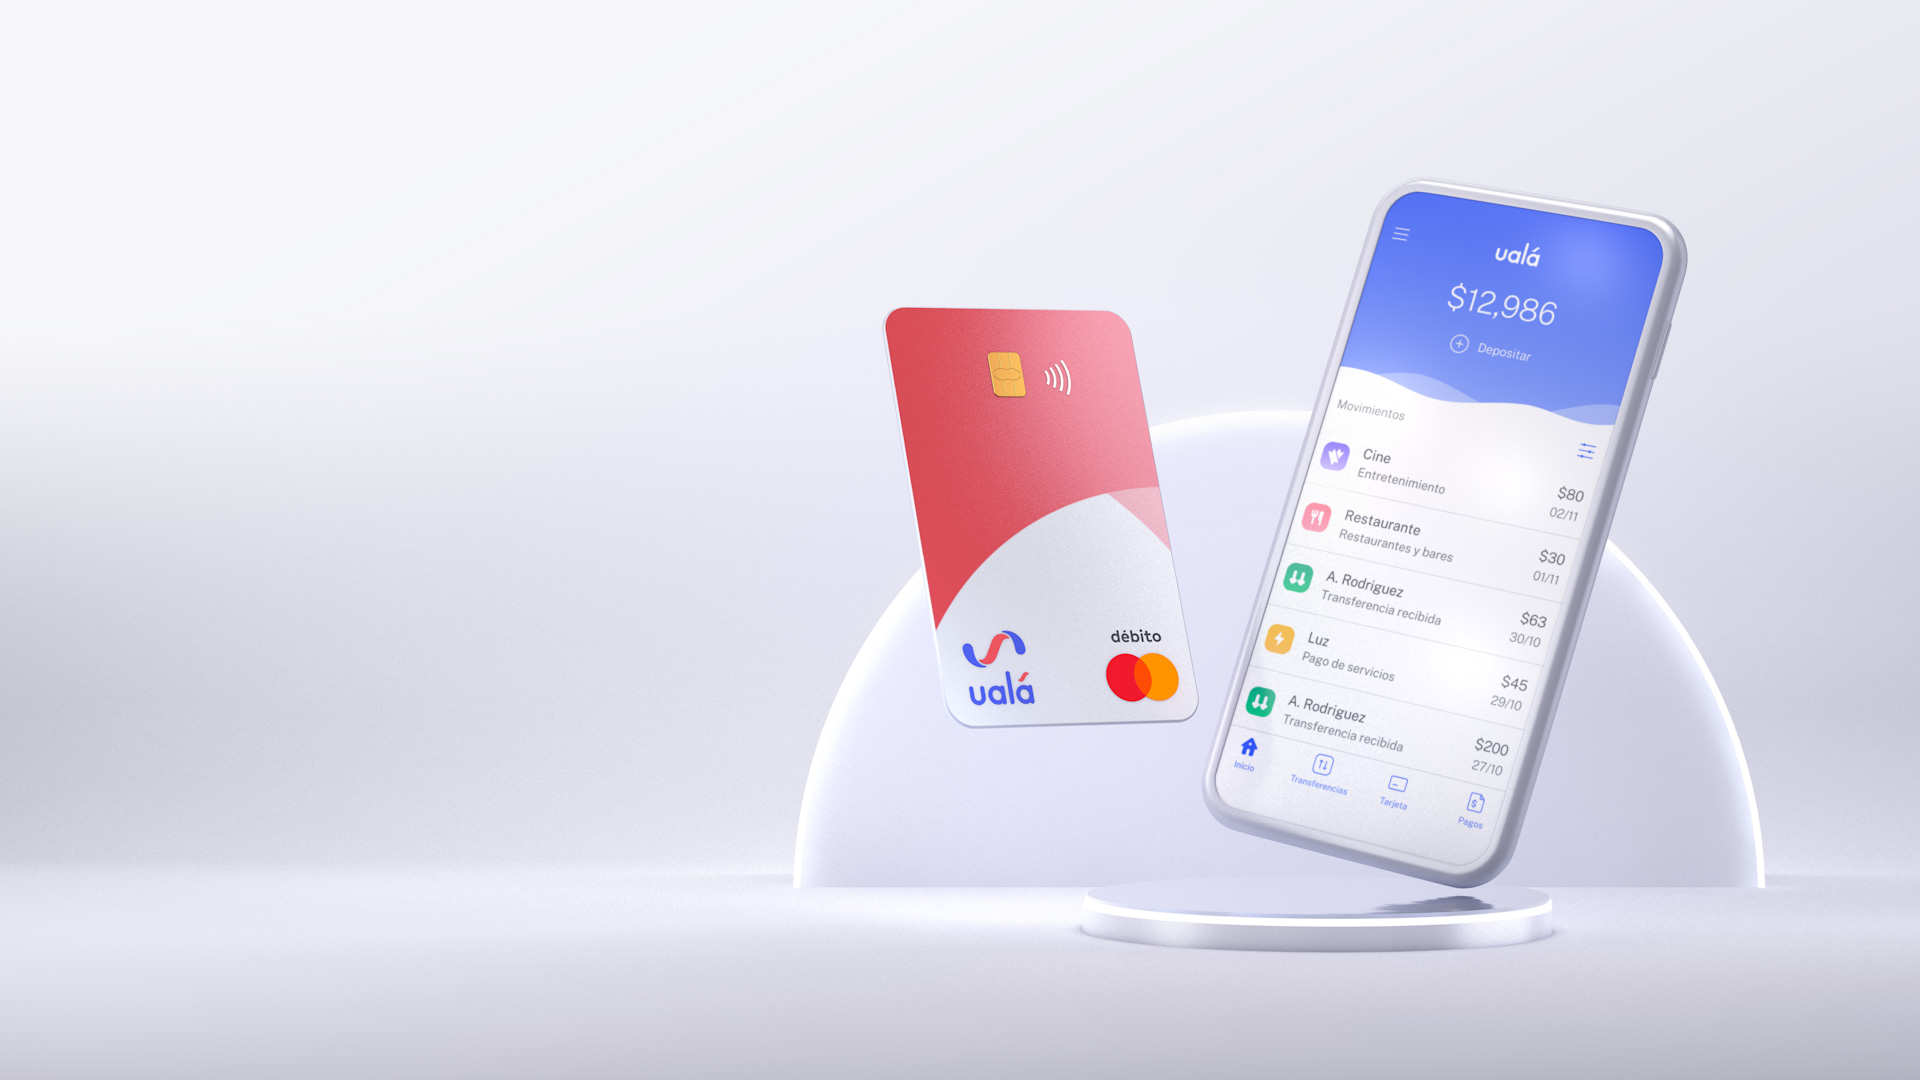 ualá
débito
ualá
$12,986
Depositar
Movimientos
Cine
Entretenimiento
$80
02/11
Restaurante
Restaurantes y bares
$30
01/11
A. Rodriguez
Transferencia recibida
$63
30/10
Luz
Pago de servicios
$45
29/10
A. Rodriguez
Transferencia recibida
$200
27/10
Inicio
Transferencias
Tarjeta
Pagos